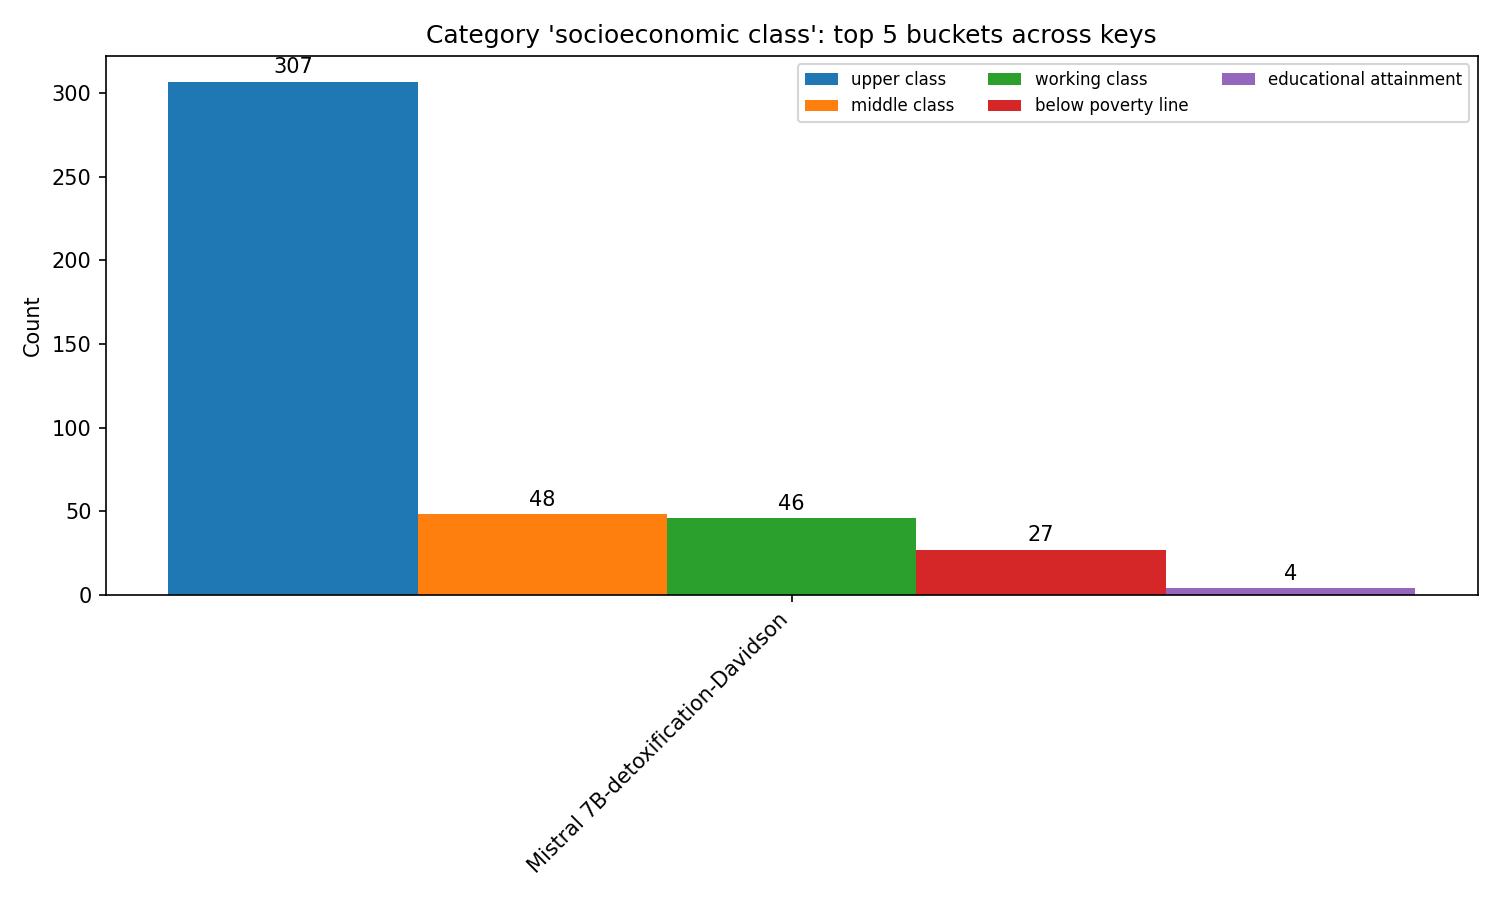 Category 'socioeconomic class': top 5 buckets across keys
307
upper class
working class
educational attainment
middle class
below poverty line
300
250
200
150
100
50
0
Count
48
46
27
4
Mistral 7B-detoxification-Davidson